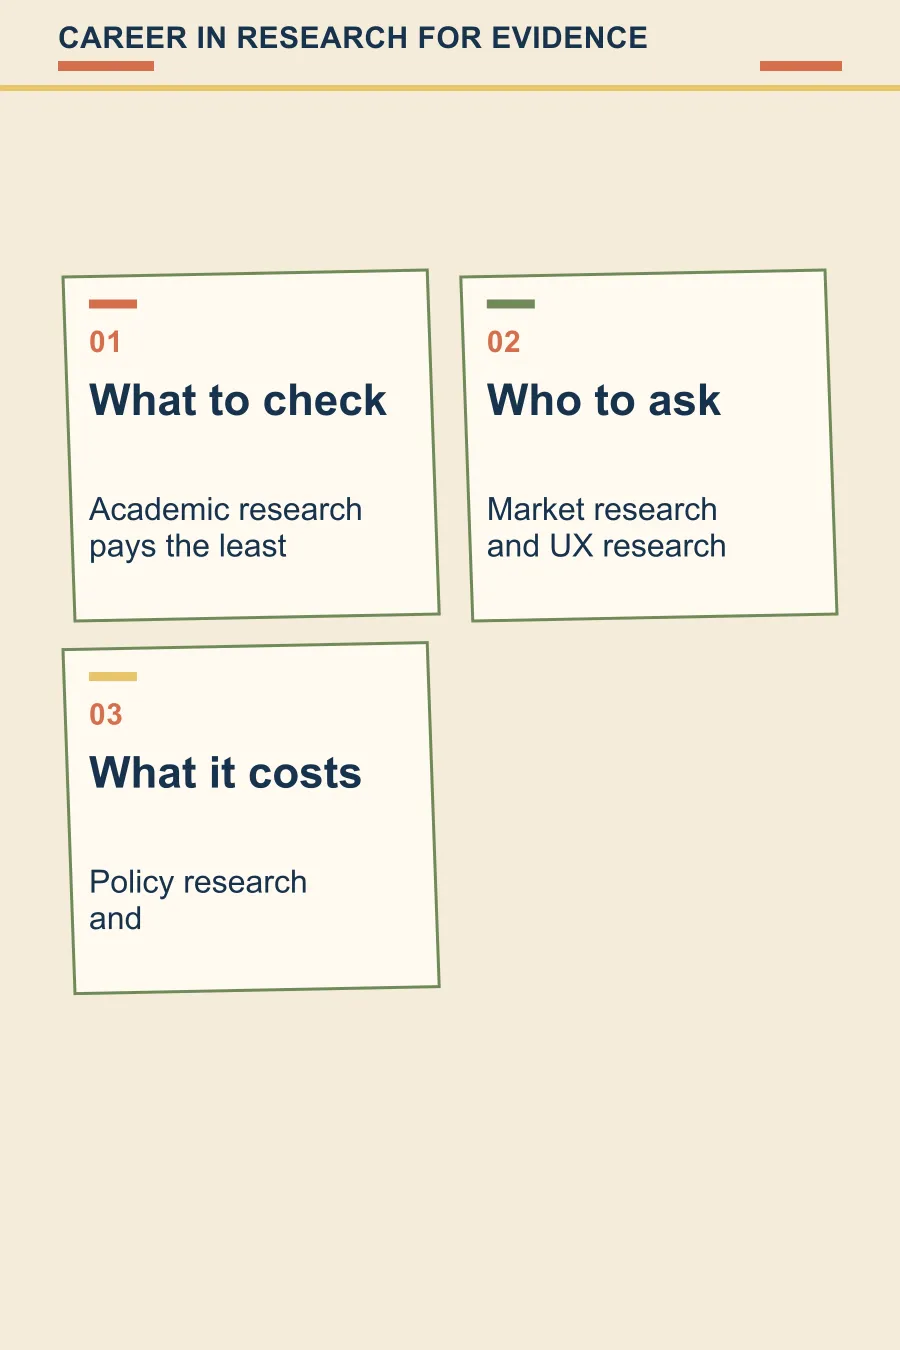 CAREER IN RESEARCH FOR EVIDENCE
01
What to check
Academic research
pays the least
02
Who to ask
Market research
and UX research
03
What it costs
Policy research
and